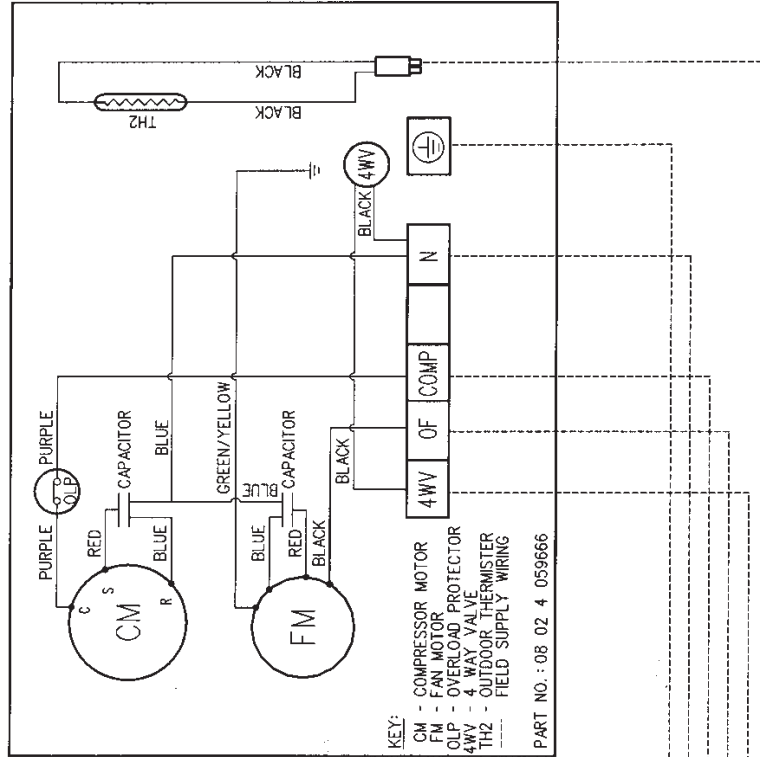 BLACK
BLACK
TH2
4WV
BLACK
N
COMP
OF
4WV
PURPLE
OLP
PURPLE
CAPACITOR
RED
BLUE
BLUE
GREEN/YELLOW
BLUE
CAPACITOR
BLUE
RED
BLACK
BLACK
C
S
R
CM
FM
KEY:
CM - COMPRESSOR MOTOR
FM - FAN MOTOR
OLP - OVERLOAD PROTECTOR
4WV - 4 WAY VALVE
TH2 - OUTDOOR THERMISTER
---- FIELD SUPPLY WIRING
PART NO.: 08 02 4 059666